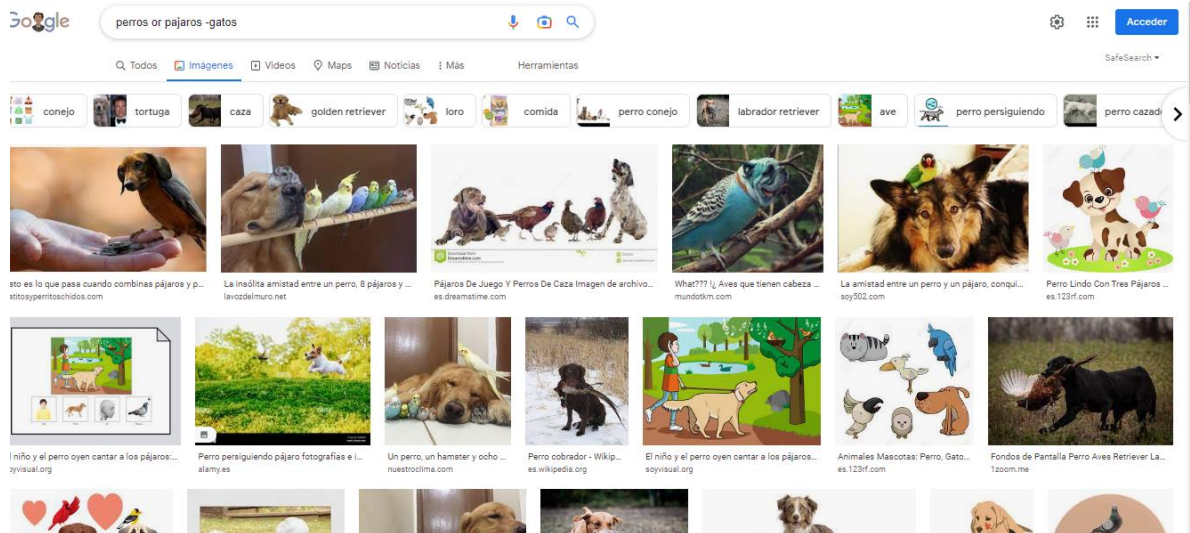 Google
perros or pajaros -gatos
Acceder
Todos Imágenes Videos Maps Noticias Más Herramientas
SafeSearch
conejo tortuga caza golden retriever loro comida perro conejo labrador retriever ave perro persiguiendo perro cazad
sto es lo que pasa cuando combinas pájaros y p... La insólita amistad entre un perro, 8 pájaros y ... Pájaros De Juego Y Perros De Caza Imagen de archivo... What??? ¡¿ Aves que tienen cabeza ... La amistad entre un perro y un pájaro, conqui... Perro Lindo Con Tres Pájaros ...
atitosyperritoschidos.com lavozdelmuro.net es.dreamstime.com mundotkm.com soy502.com es.123rf.com
l niño y el perro oyen cantar a los pájaros:... Perro persiguiendo pájaro fotografías e i... Un perro, un hamster y ocho ... Perro cobrador - Wikip... El niño y el perro oyen cantar a los pájaros... Animales Mascotas: Perro, Gato... Fondos de Pantalla Perro Aves Retriever La...
oyvisual.org alamy.es nuestroclima.com es.wikipedia.org soyvisual.org es.123rf.com 1zoom.me